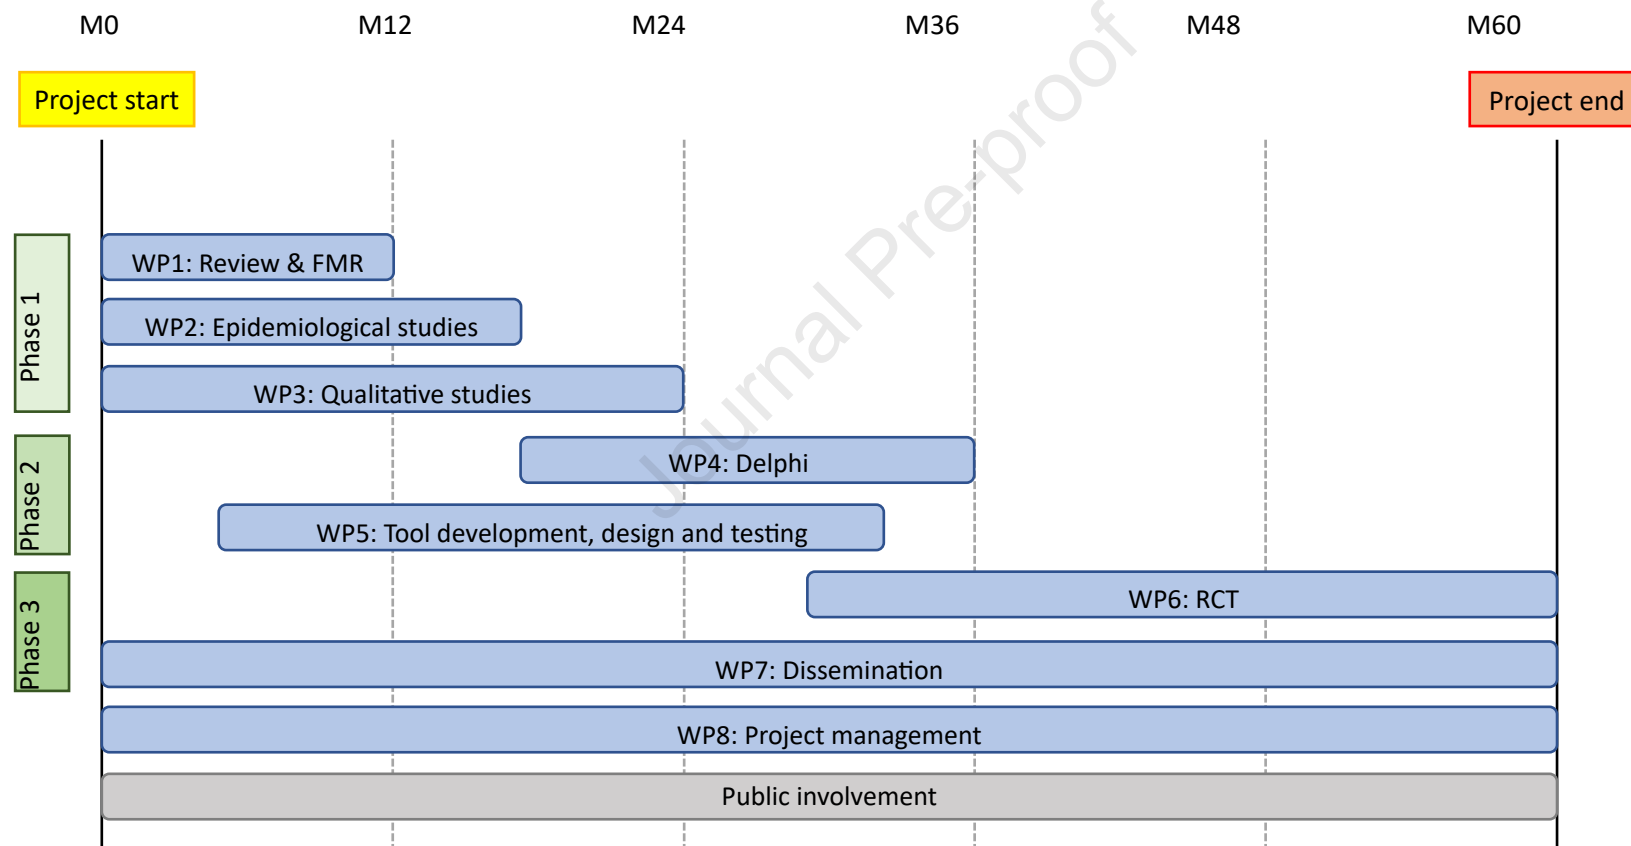 M0 M12 M24 M36 M48 M60
Project start
Project end
Phase 1
WP1: Review & FMR
WP2: Epidemiological studies
WP3: Qualitative studies
Phase 2
WP4: Delphi
WP5: Tool development, design and testing
Phase 3
WP6: RCT
WP7: Dissemination
WP8: Project management
Public involvement
Journal Pre-proof